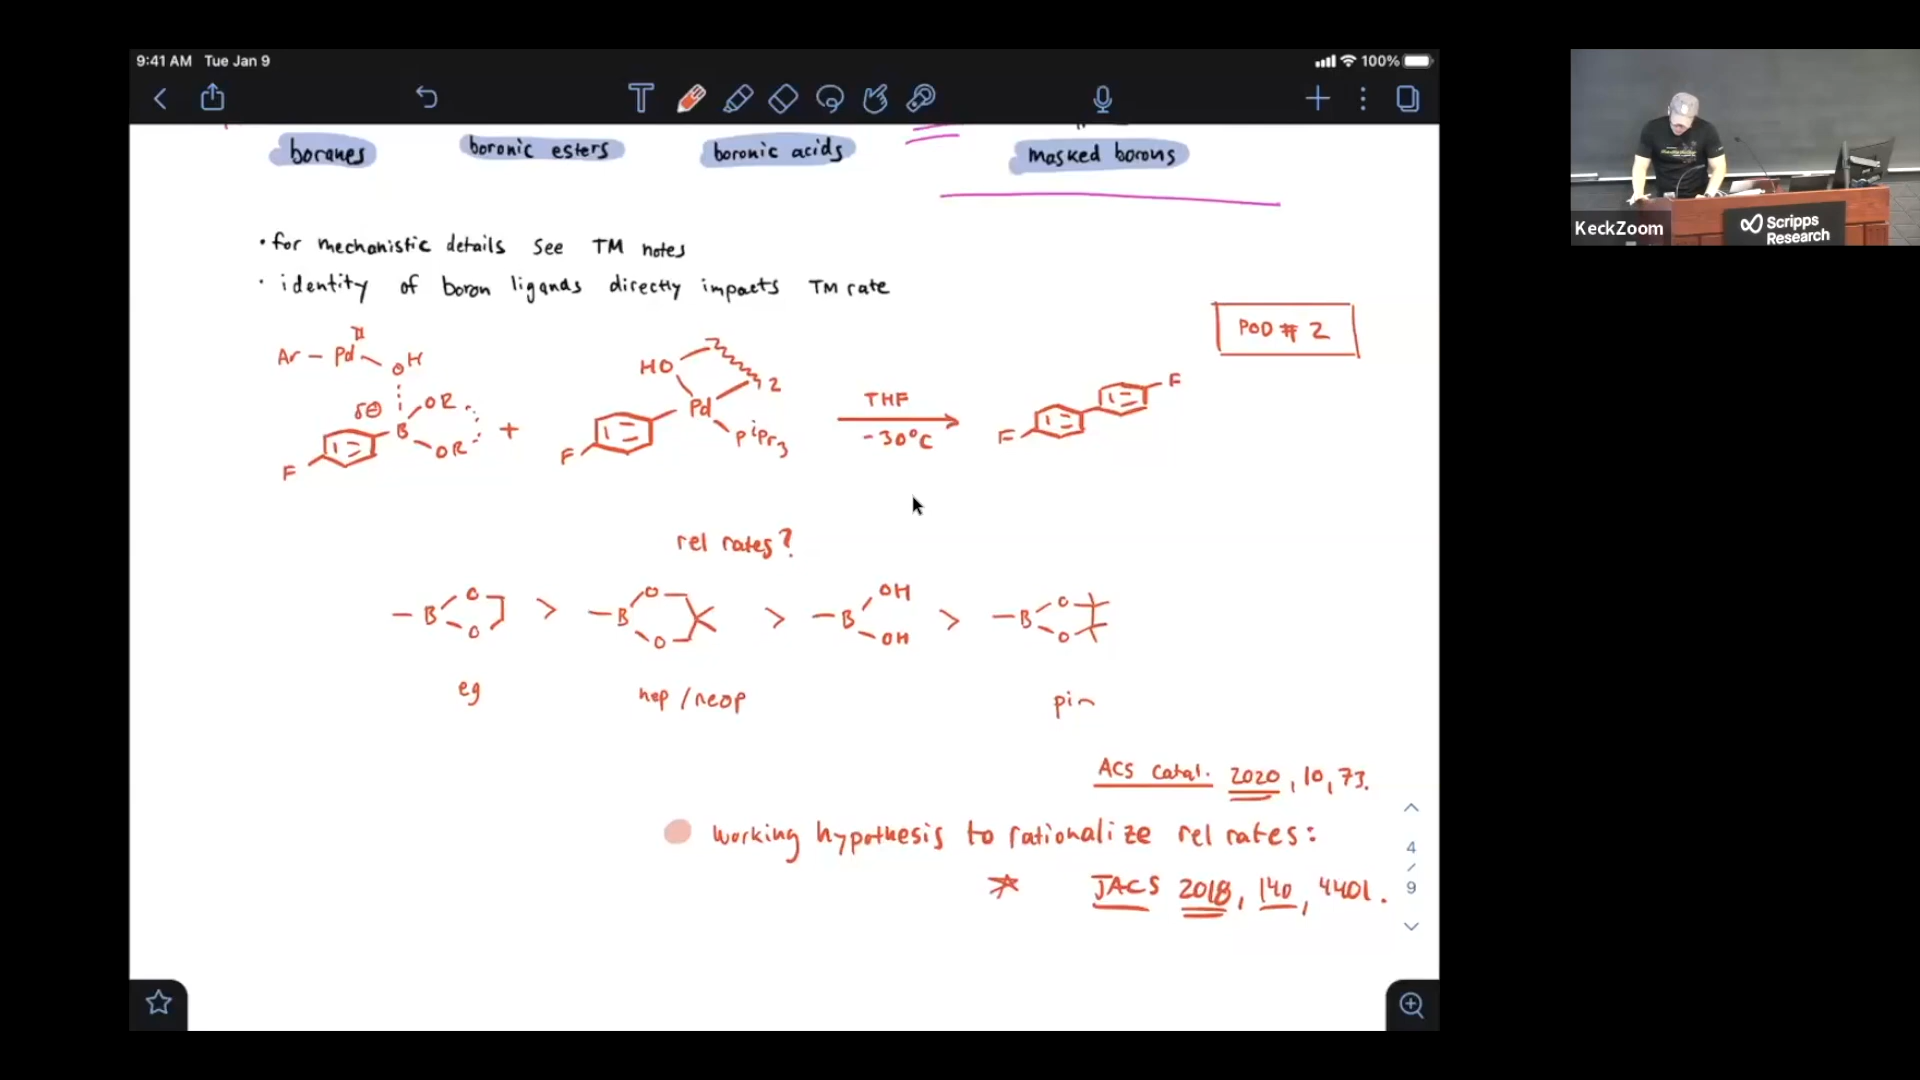 9:41 AM Tue Jan 9
100%
boranes
boronic esters
boronic acids
masked borons
• for mechanistic details see TM notes
• identity of boron ligands directly impacts TM rate
POD # 2
Ar – Pd II
OH
δ⊖
B
OR
OR
F
+
HO
2
Pd
PiPr3
F
THF
-30°C
F
F
rel rates?
– B O O > – B O O > – B OH OH > – B O O
eg
nep / neop
pin
ACS Catal. 2020, 10, 73.
working hypothesis to rationalize rel rates:
JACS 2018, 140, 4401.
4
/
9
KeckZoom
Scripps
Research